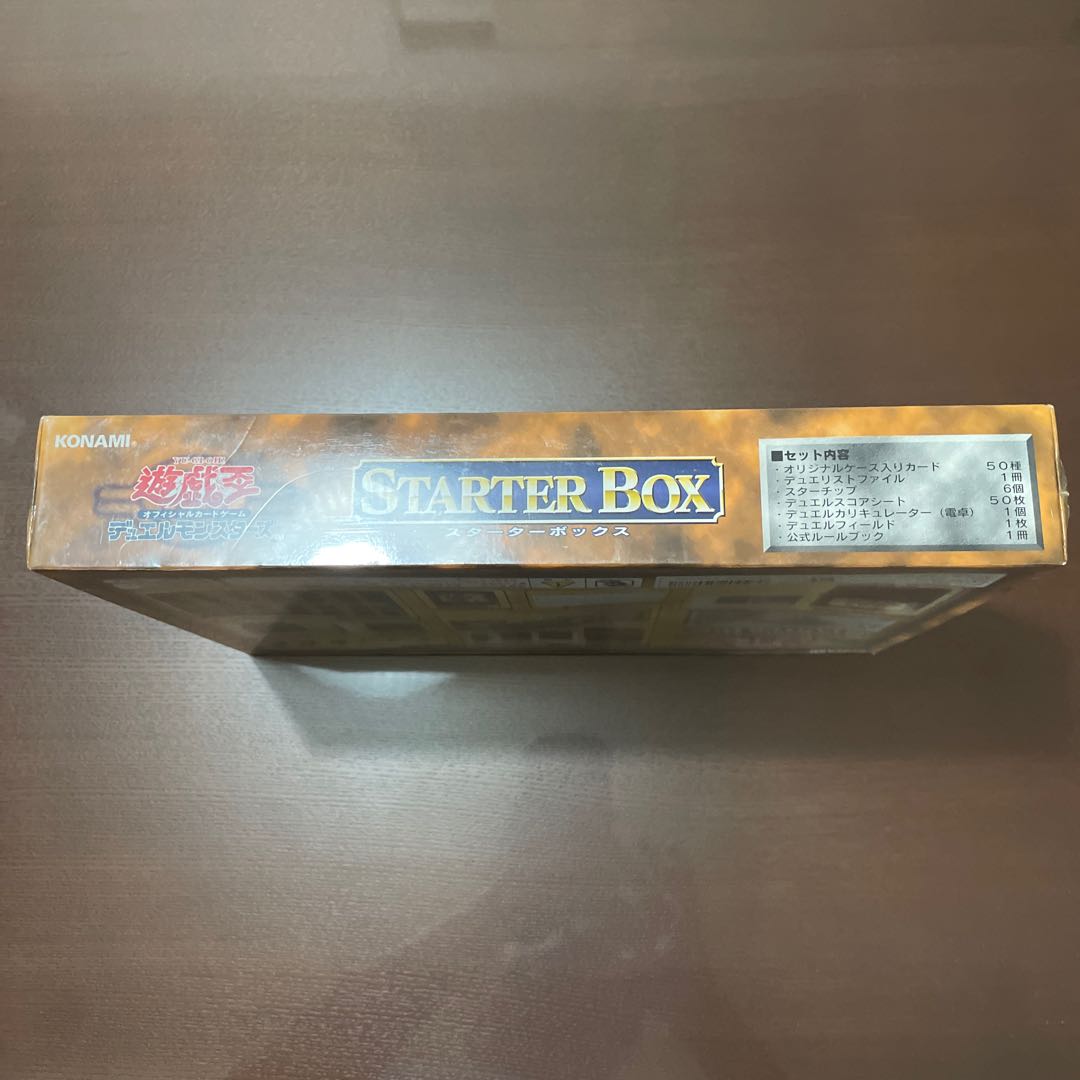 KONAMI
YU-GI-OH!
遊戯王
オフィシャルカードゲーム
デュエルモンスターズ
STARTER BOX
スターターボックス
■セット内容
・オリジナルケース入りカード 50種
・デュエリストファイル 1冊
・スターチップ 6個
・デュエルスコアシート 50枚
・デュエルカリキュレーター(電卓) 1個
・デュエルフィールド 1枚
・公式ルールブック 1冊